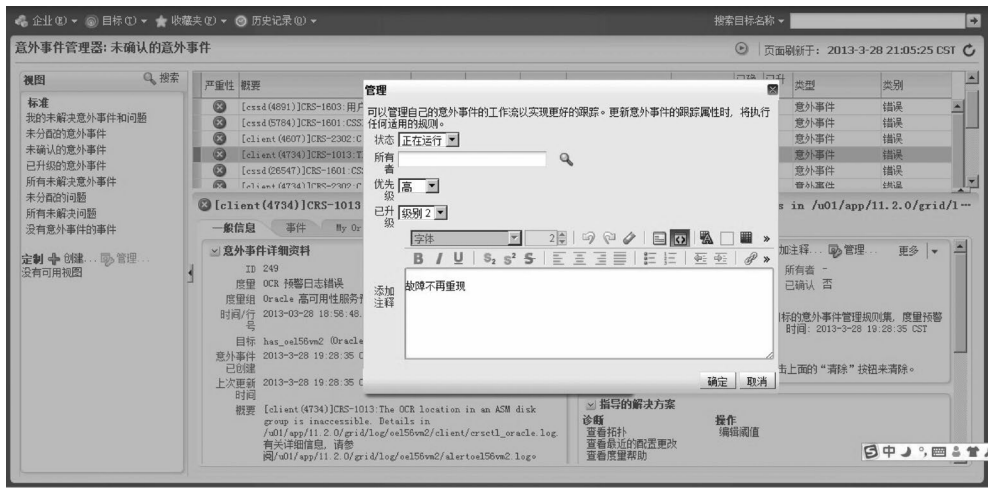 企业(E) 目标(T) 收藏夹(V) 历史记录(O) 搜索目标名称
意外事件管理器: 未确认的意外事件
页面刷新于: 2013-3-28 21:05:25 CST
视图 搜索
标准
我的未解决意外事件和问题
未分配的意外事件
未确认的意外事件
已升级的意外事件
所有未解决意外事件
未分配的问题
所有未解决问题
没有意外事件的事件
定制 创建... 管理...
没有可用视图
严重性 概要 类型 类别
[cssd(4891)]CRS-1603:用户 意外事件 错误
[cssd(5784)]CRS-1601:CSS 意外事件 错误
[client(4607)]CRS-2302:C 意外事件 错误
[client(4734)]CRS-1013:T 意外事件 错误
[cssd(26547)]CRS-1601:CS 意外事件 错误
[client(4734)]CRS-2302:C 意外事件 错误
[client(4734)]CRS-1013
s in /u01/app/11.2.0/grid/l…
一般信息 事件 My Or
意外事件详细资料
ID 249
度量 OCR 预警日志错误
度量组 Oracle 高可用性服务
时间/行号 2013-03-28 18:56:48.
目标 has_oel56vm2 (Oracle
意外事件已创建 2013-3-28 19:28:35 C
上次更新时间 2013-3-28 19:28:35 C
概要 [client(4734)]CRS-1013:The OCR location in an ASM disk
group is inaccessible. Details in
/u01/app/11.2.0/grid/log/oel56vm2/client/crsctl_oracle.log.
有关详细信息, 请参
阅/u01/app/11.2.0/grid/log/oel56vm2/alertoel56vm2.log。
管理
可以管理自己的意外事件的工作流以实现更好的跟踪。更新意外事件的跟踪属性时, 将执行
任何适用的规则。
状态 正在运行
所有者
优先级 高
已升级 级别 2
字体 2
B I U S₂ S² S
添加注释
故障不再重现
确定 取消
加注释... 管理... 更多
所有者 -
已确认 否
标的意外事件管理规则集, 度量预警
时间: 2013-3-28 19:28:35 CST
击上面的“清除”按钮来清除。
指导的解决方案
诊断 操作
查看拓扑 编辑阈值
查看最近的配置更改
查看度量帮助
中